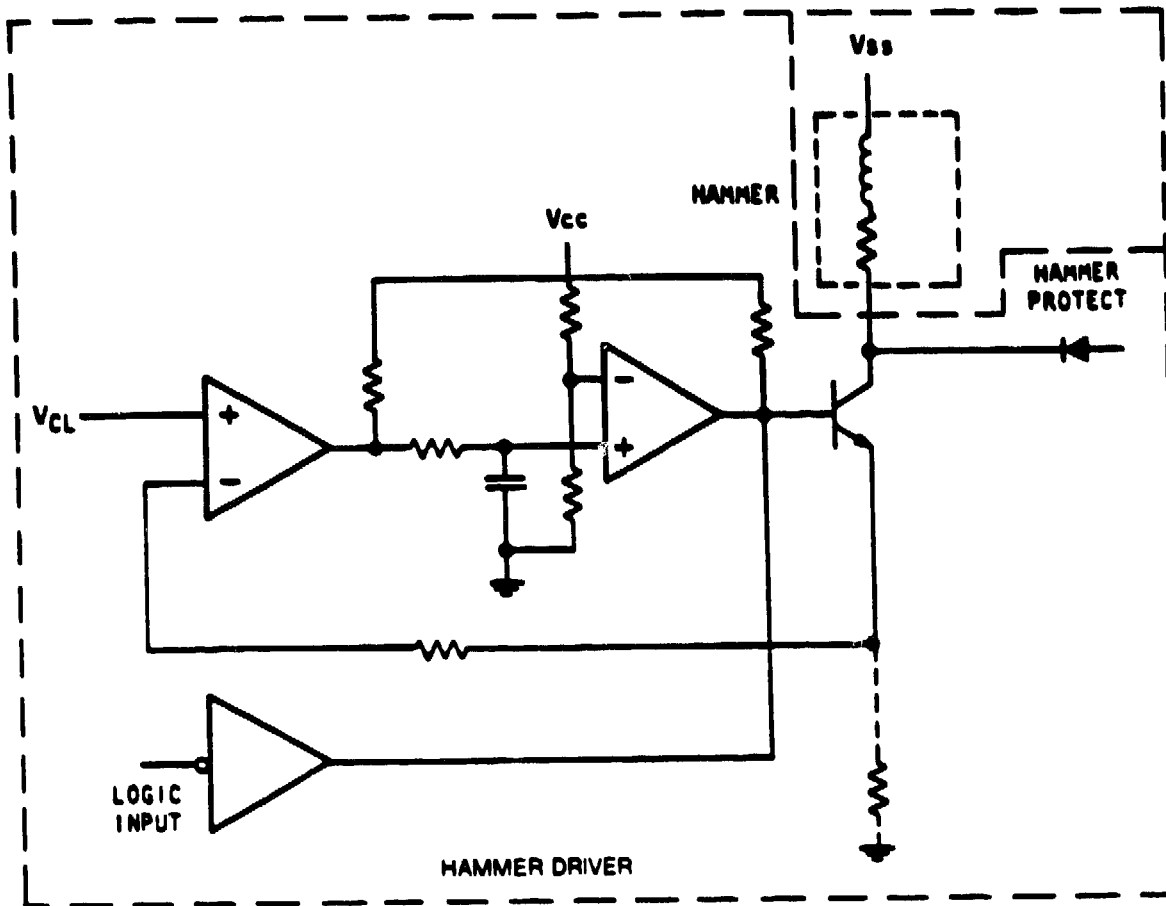 Vss
HAMMER
Vcc
HAMMER
PROTECT
VCL
+
-
-
+
LOGIC
INPUT
HAMMER DRIVER